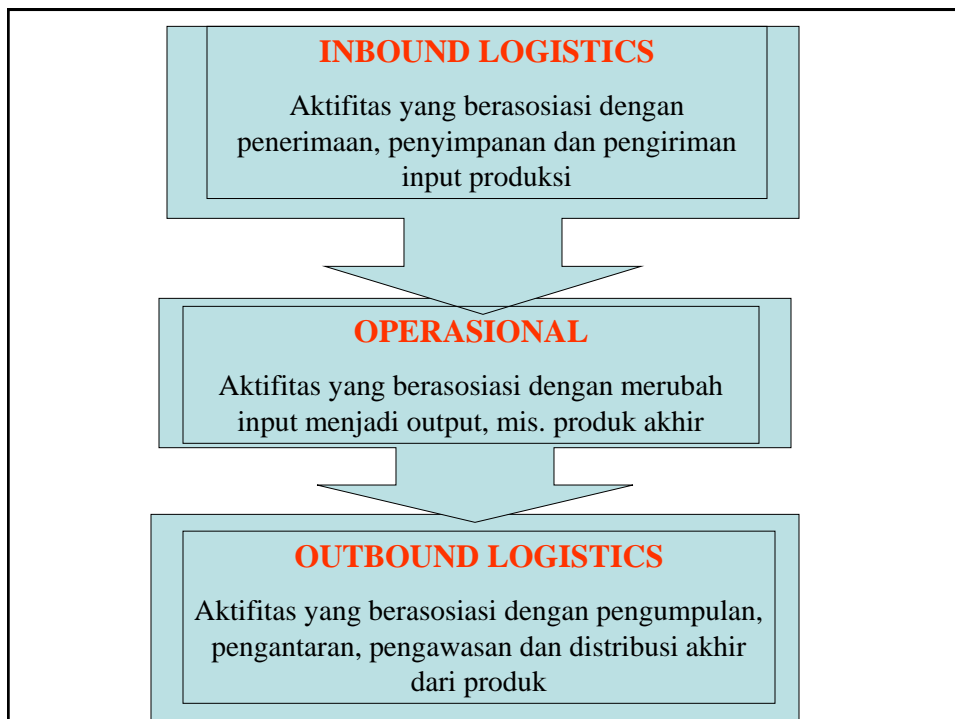 INBOUND LOGISTICS
Aktifitas yang berasosiasi dengan
penerimaan, penyimpanan dan pengiriman
input produksi
OPERASIONAL
Aktifitas yang berasosiasi dengan merubah
input menjadi output, mis. produk akhir
OUTBOUND LOGISTICS
Aktifitas yang berasosiasi dengan pengumpulan,
pengantaran, pengawasan dan distribusi akhir
dari produk